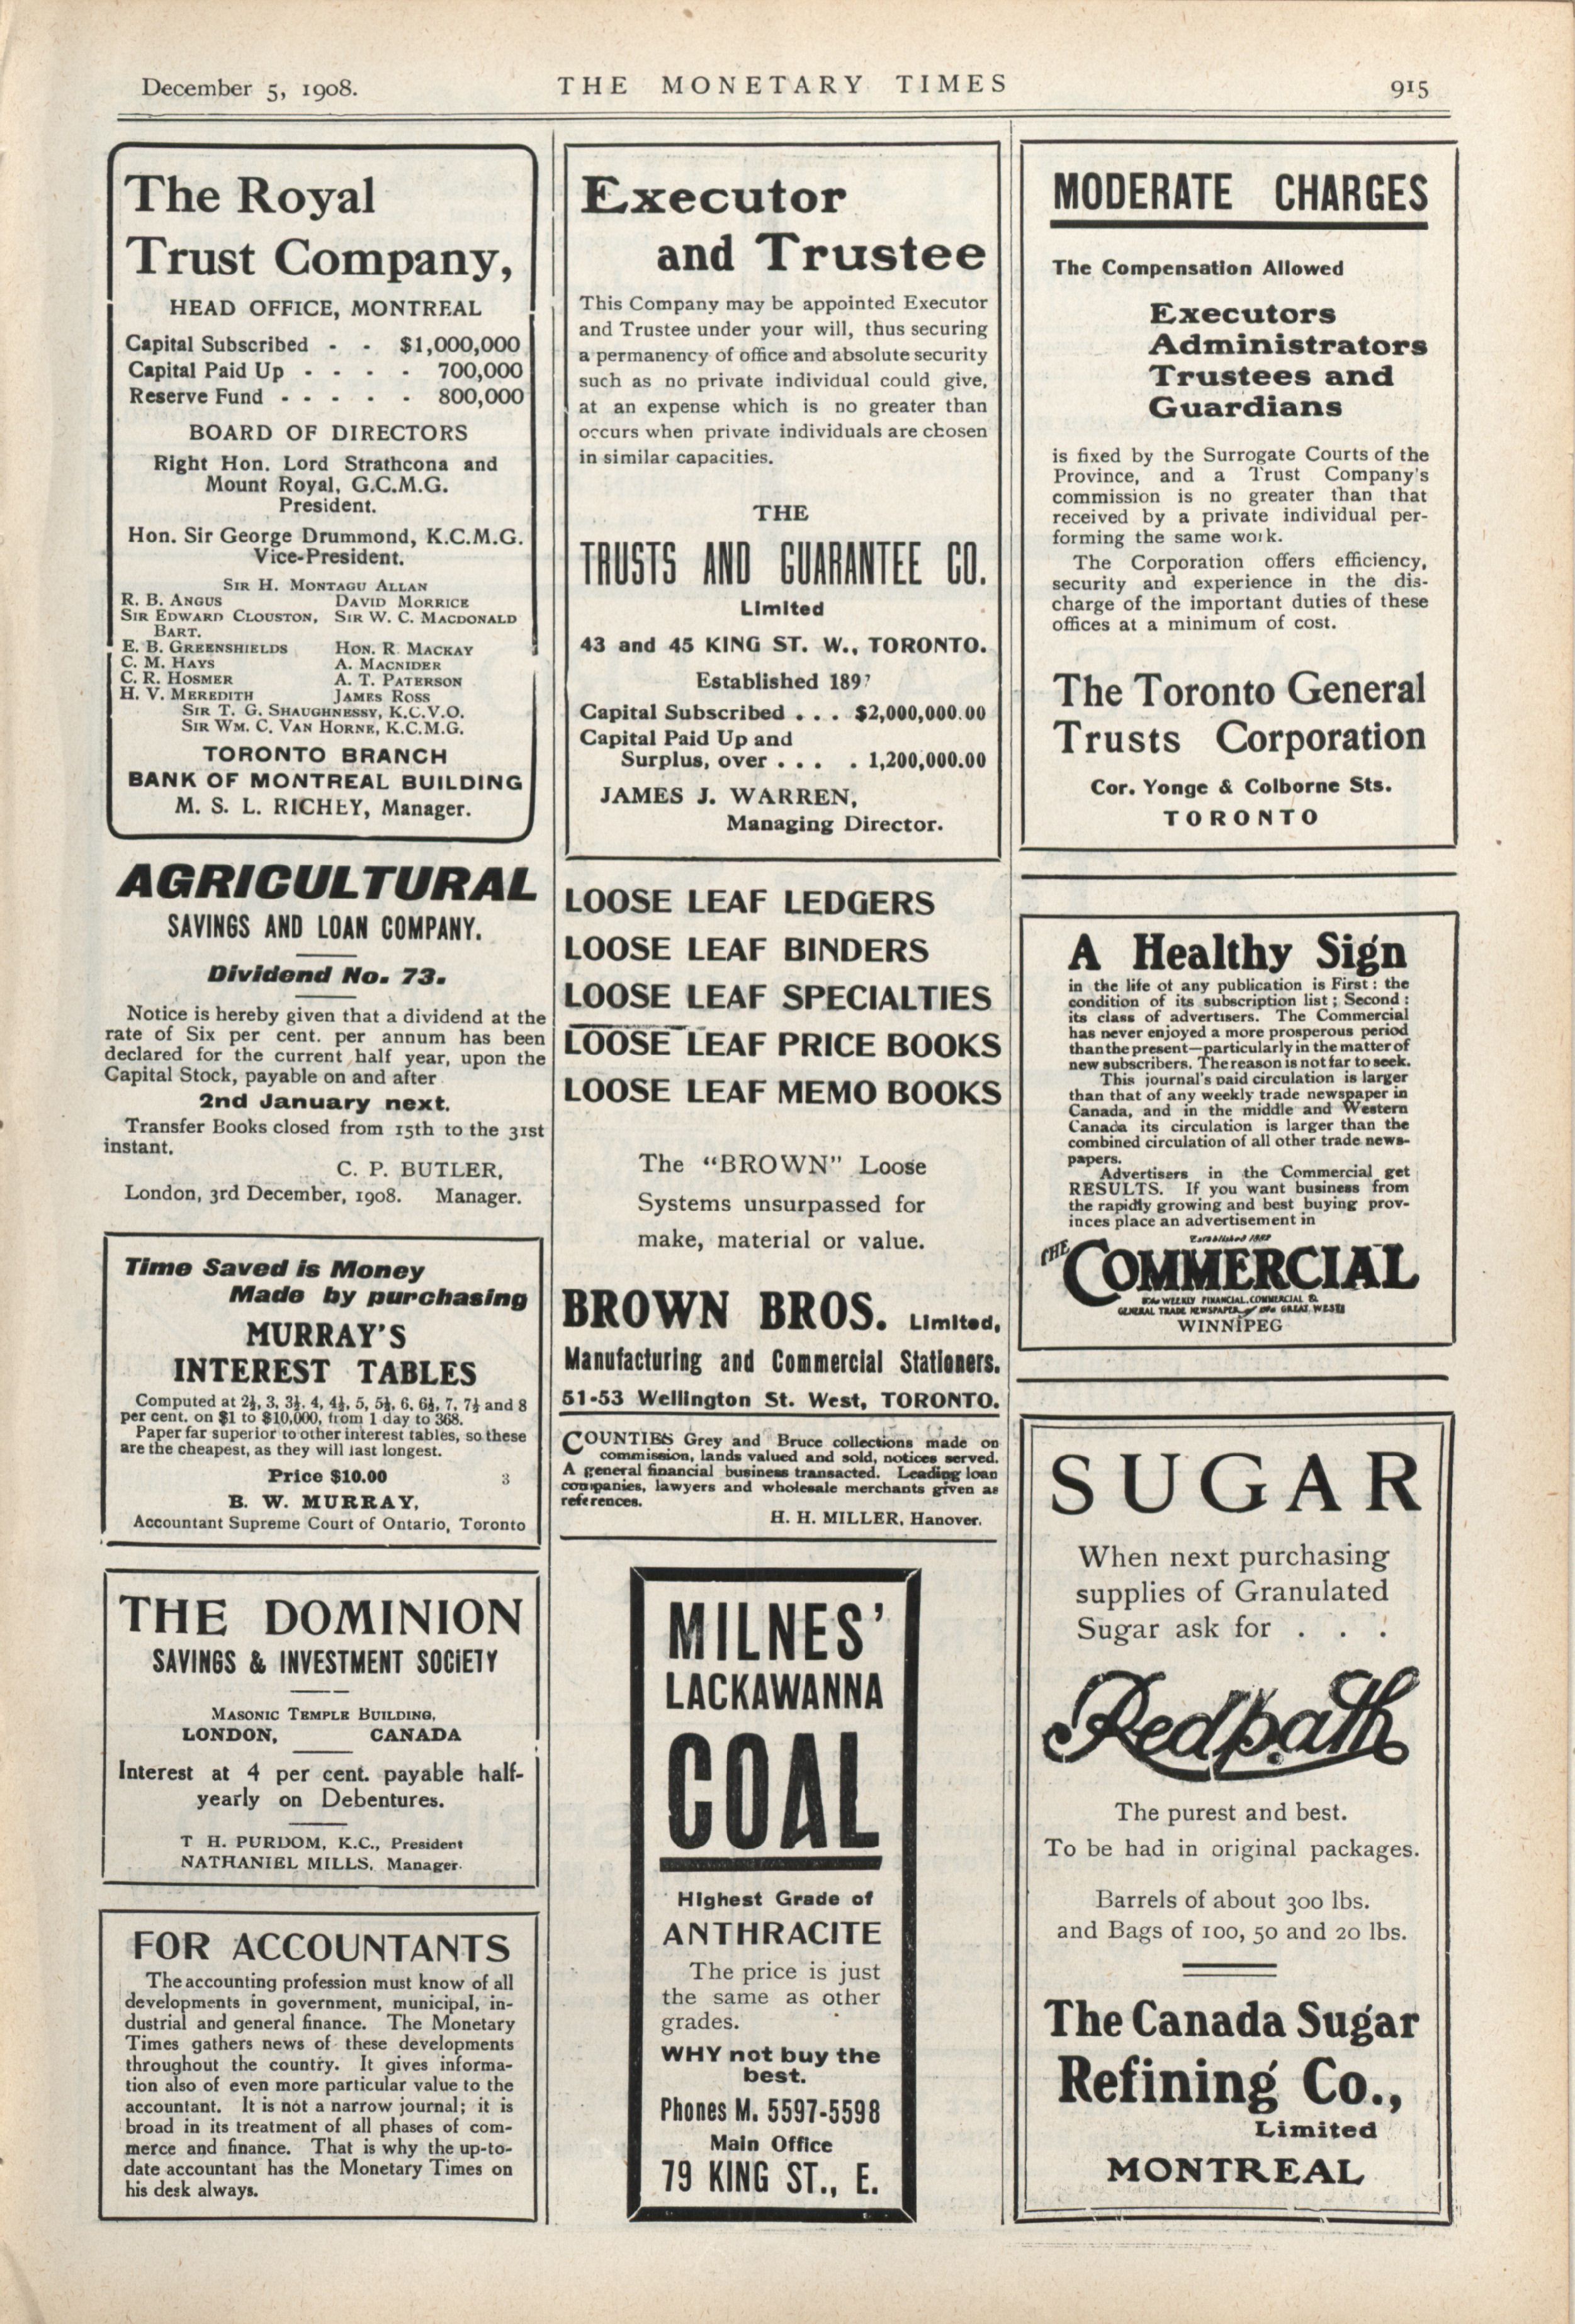 December 5, 1908.
THE MONETARY TIMES
915
The Royal
Trust Company,
HEAD OFFICE, MONTREAL
Capital Subscribed - - $1,000,000
Capital Paid Up - - - - 700,000
Reserve Fund - - - - - 800,000
BOARD OF DIRECTORS
Right Hon. Lord Strathcona and
Mount Royal, G.C.M.G.
President.
Hon. Sir George Drummond, K.C.M.G.
Vice-President.
SIR H. MONTAGU ALLAN
R. B. ANGUS DAVID MORRICE
SIR EDWARD CLOUSTON, SIR W. C. MACDONALD
BART.
E. B. GREENSHIELDS HON. R. MACKAY
C. M. HAYS A. MACNIDER
C. R. HOSMER A. T. PATERSON
H. V. MEREDITH JAMES ROSS
SIR T. G. SHAUGHNESSY, K.C.V.O.
SIR WM. C. VAN HORNE, K.C.M.G.
TORONTO BRANCH
BANK OF MONTREAL BUILDING
M. S. L. RICHEY, Manager.
AGRICULTURAL
SAVINGS AND LOAN COMPANY.
Dividend No. 73.
Notice is hereby given that a dividend at the
rate of Six per cent. per annum has been
declared for the current half year, upon the
Capital Stock, payable on and after
2nd January next.
Transfer Books closed from 15th to the 31st
instant.
C. P. BUTLER,
London, 3rd December, 1908. Manager.
Time Saved is Money
Made by purchasing
MURRAY'S
INTEREST TABLES
Computed at 2½, 3, 3½, 4, 4½, 5, 5½, 6, 6½, 7, 7½ and 8
per cent. on $1 to $10,000, from 1 day to 368.
Paper far superior to other interest tables, so these
are the cheapest, as they will last longest.
Price $10.00 3
B. W. MURRAY,
Accountant Supreme Court of Ontario, Toronto
THE DOMINION
SAVINGS & INVESTMENT SOCIETY
MASONIC TEMPLE BUILDING,
LONDON, CANADA
Interest at 4 per cent. payable half-
yearly on Debentures.
T H. PURDOM, K.C., President
NATHANIEL MILLS, Manager.
FOR ACCOUNTANTS
The accounting profession must know of all
developments in government, municipal, in-
dustrial and general finance. The Monetary
Times gathers news of these developments
throughout the country. It gives informa-
tion also of even more particular value to the
accountant. It is not a narrow journal; it is
broad in its treatment of all phases of com-
merce and finance. That is why the up-to-
date accountant has the Monetary Times on
his desk always.
Executor
and Trustee
This Company may be appointed Executor
and Trustee under your will, thus securing
a permanency of office and absolute security
such as no private individual could give,
at an expense which is no greater than
occurs when private individuals are chosen
in similar capacities.
THE
TRUSTS AND GUARANTEE CO.
Limited
43 and 45 KING ST. W., TORONTO.
Established 1897
Capital Subscribed . . . $2,000,000.00
Capital Paid Up and
Surplus, over . . . . 1,200,000.00
JAMES J. WARREN,
Managing Director.
LOOSE LEAF LEDGERS
LOOSE LEAF BINDERS
LOOSE LEAF SPECIALTIES
LOOSE LEAF PRICE BOOKS
LOOSE LEAF MEMO BOOKS
The "BROWN" Loose
Systems unsurpassed for
make, material or value.
BROWN BROS. Limited,
Manufacturing and Commercial Stationers.
51-53 Wellington St. West, TORONTO.
COUNTIES Grey and Bruce collections made on
commission, lands valued and sold, notices served.
A general financial business transacted. Leading loan
companies, lawyers and wholesale merchants given as
references.
H. H. MILLER, Hanover.
MILNES'
LACKAWANNA
COAL
Highest Grade of
ANTHRACITE
The price is just
the same as other
grades.
WHY not buy the
best.
Phones M. 5597-5598
Main Office
79 KING ST., E.
MODERATE CHARGES
The Compensation Allowed
Executors
Administrators
Trustees and
Guardians
is fixed by the Surrogate Courts of the
Province, and a Trust Company's
commission is no greater than that
received by a private individual per-
forming the same work.
The Corporation offers efficiency,
security and experience in the dis-
charge of the important duties of these
offices at a minimum of cost.
The Toronto General
Trusts Corporation
Cor. Yonge & Colborne Sts.
TORONTO
A Healthy Sign
in the life of any publication is First: the
condition of its subscription list; Second:
its class of advertisers. The Commercial
has never enjoyed a more prosperous period
than the present—particularly in the matter of
new subscribers. The reason is not far to seek.
This journal's paid circulation is larger
than that of any weekly trade newspaper in
Canada, and in the middle and Western
Canada its circulation is larger than the
combined circulation of all other trade news-
papers.
Advertisers in the Commercial get
RESULTS. If you want business from
the rapidly growing and best buying prov-
inces place an advertisement in
Established 1882
THE COMMERCIAL
THE WEEKLY FINANCIAL, COMMERCIAL &
GENERAL TRADE NEWSPAPER of the GREAT WEST
WINNIPEG
SUGAR
When next purchasing
supplies of Granulated
Sugar ask for . . .
Redpath
The purest and best.
To be had in original packages.
Barrels of about 300 lbs.
and Bags of 100, 50 and 20 lbs.
The Canada Sugar
Refining Co.,
Limited
MONTREAL